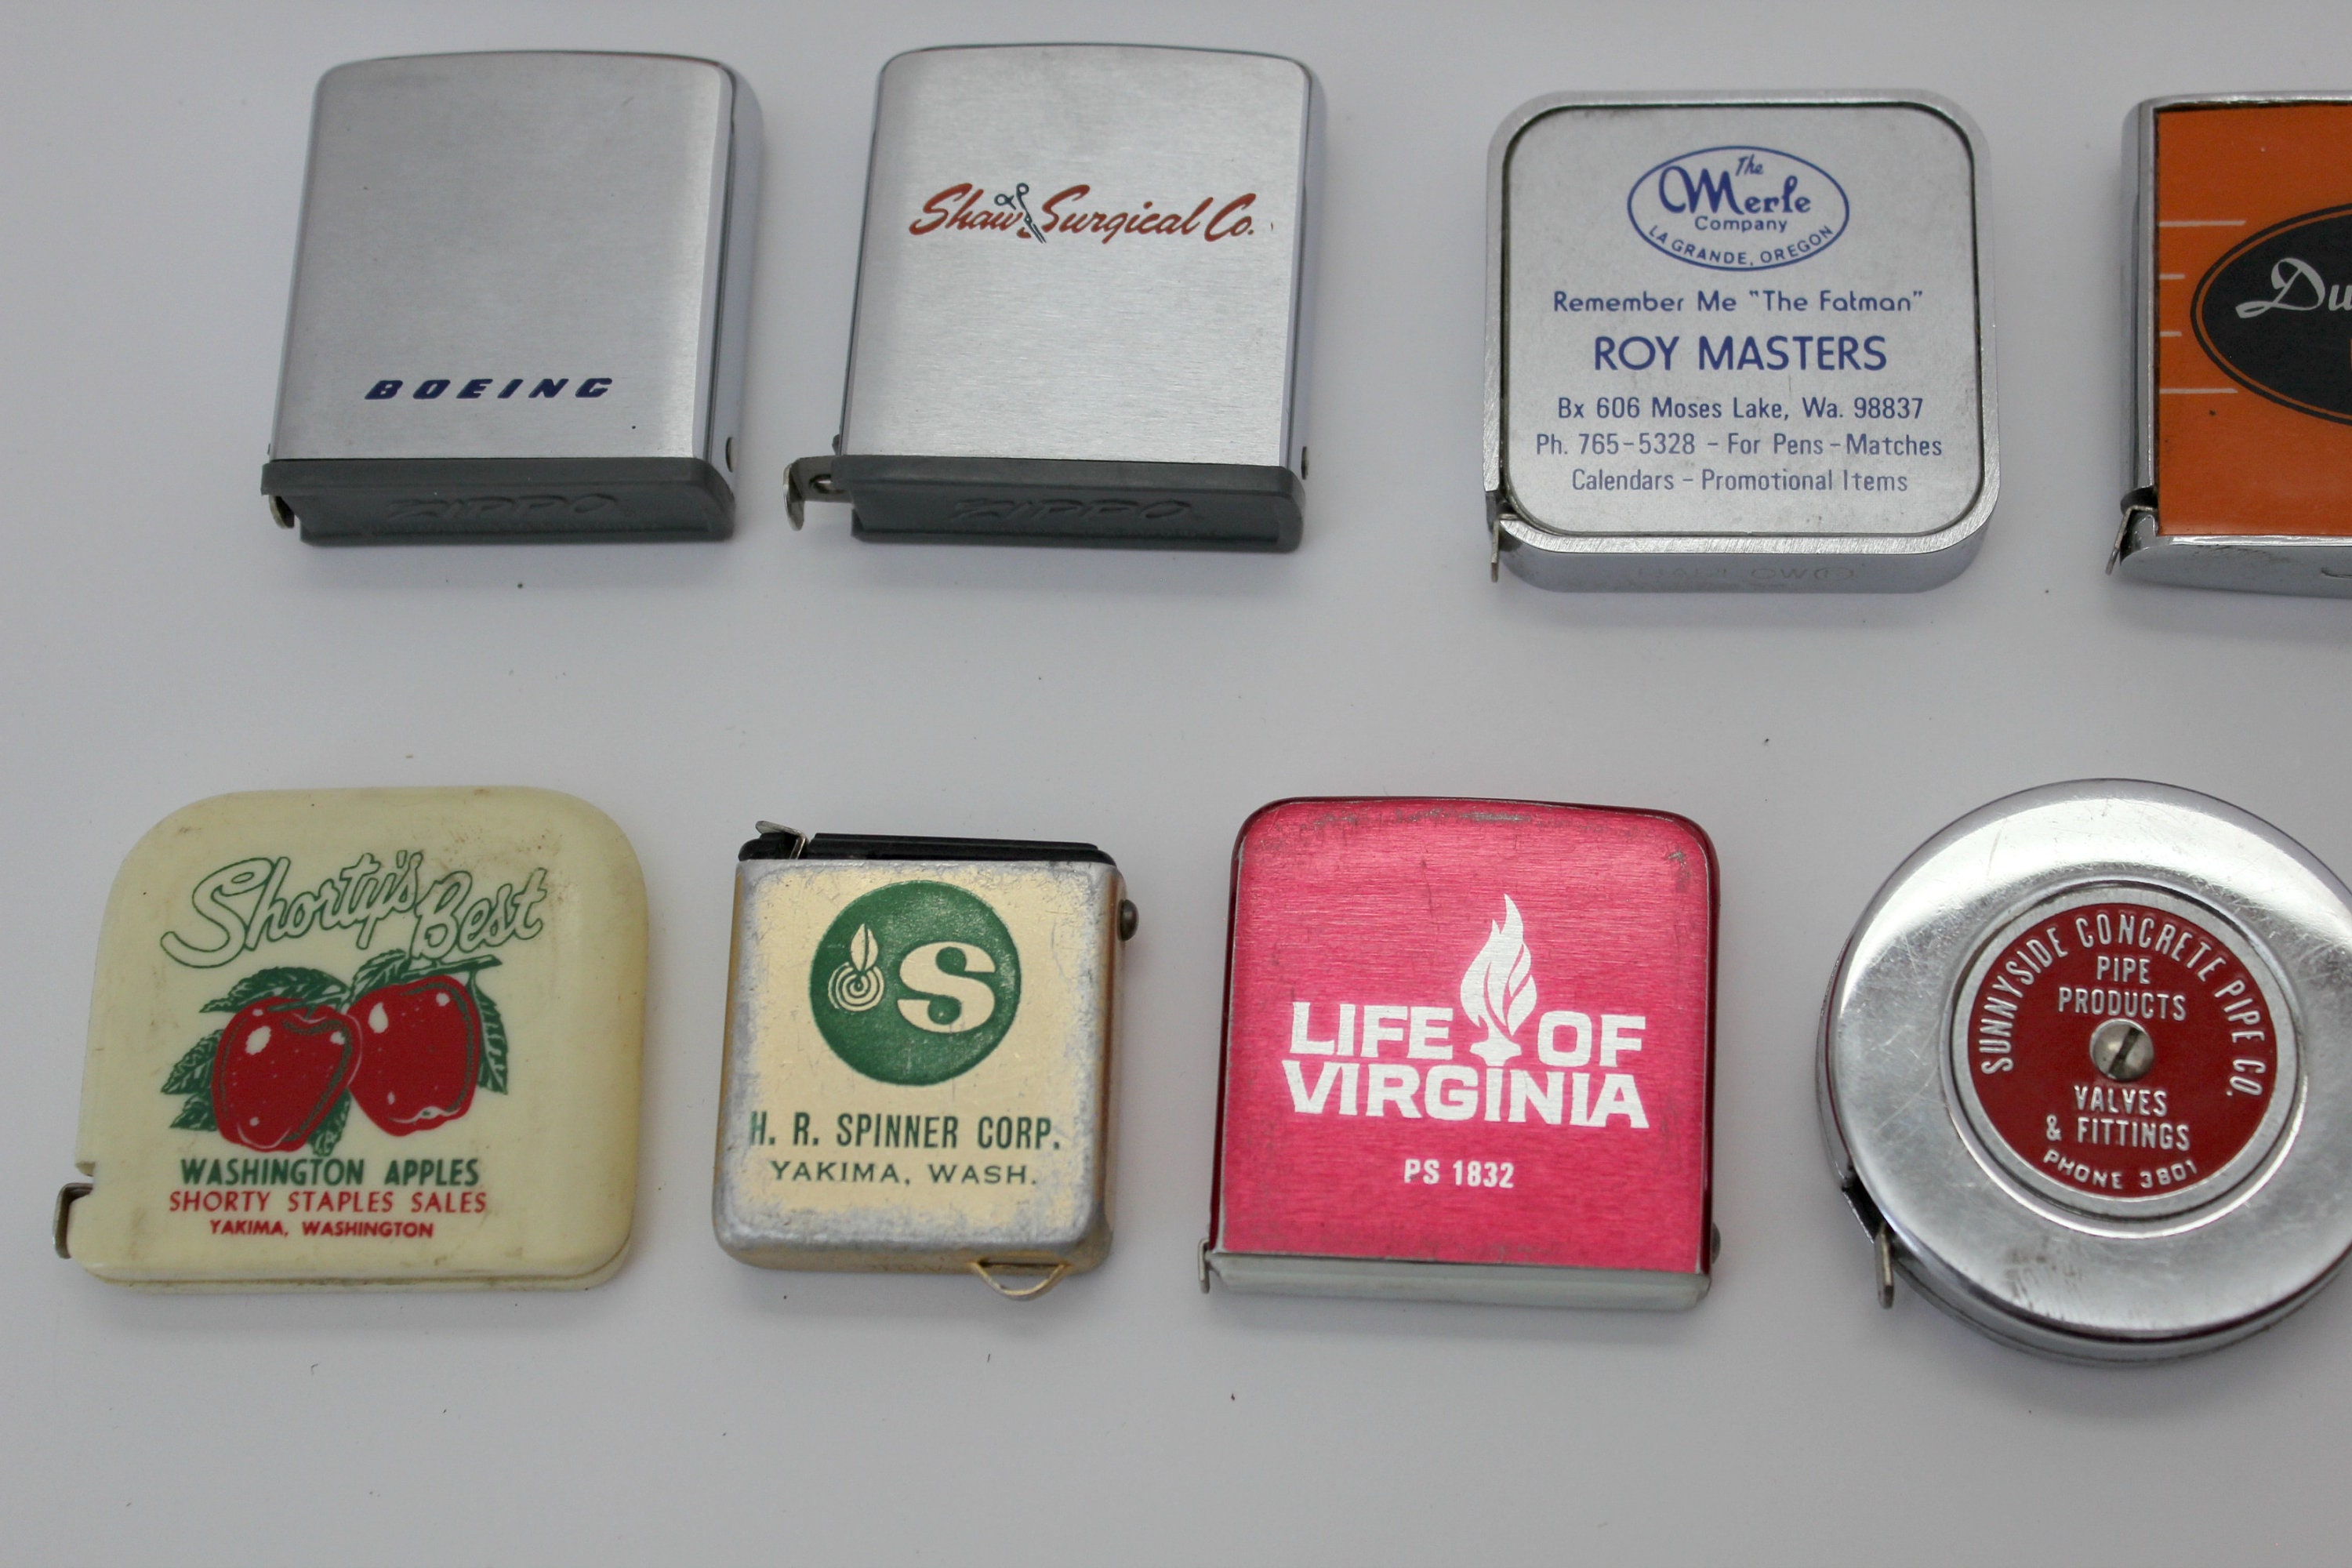 BOEING
ZIPPO
Shaw Surgical Co.
ZIPPO
The
Merle
Company
LA GRANDE, OREGON
Remember Me "The Fatman"
ROY MASTERS
Bx 606 Moses Lake, Wa. 98837
Ph. 765-5328 - For Pens - Matches
Calendars - Promotional Items
Du
Shorty's Best
WASHINGTON APPLES
SHORTY STAPLES SALES
YAKIMA, WASHINGTON
S
H. R. SPINNER CORP.
YAKIMA, WASH.
LIFE OF
VIRGINIA
PS 1832
SUNNYSIDE CONCRETE PIPE CO.
PIPE
PRODUCTS
VALVES
& FITTINGS
PHONE 3801